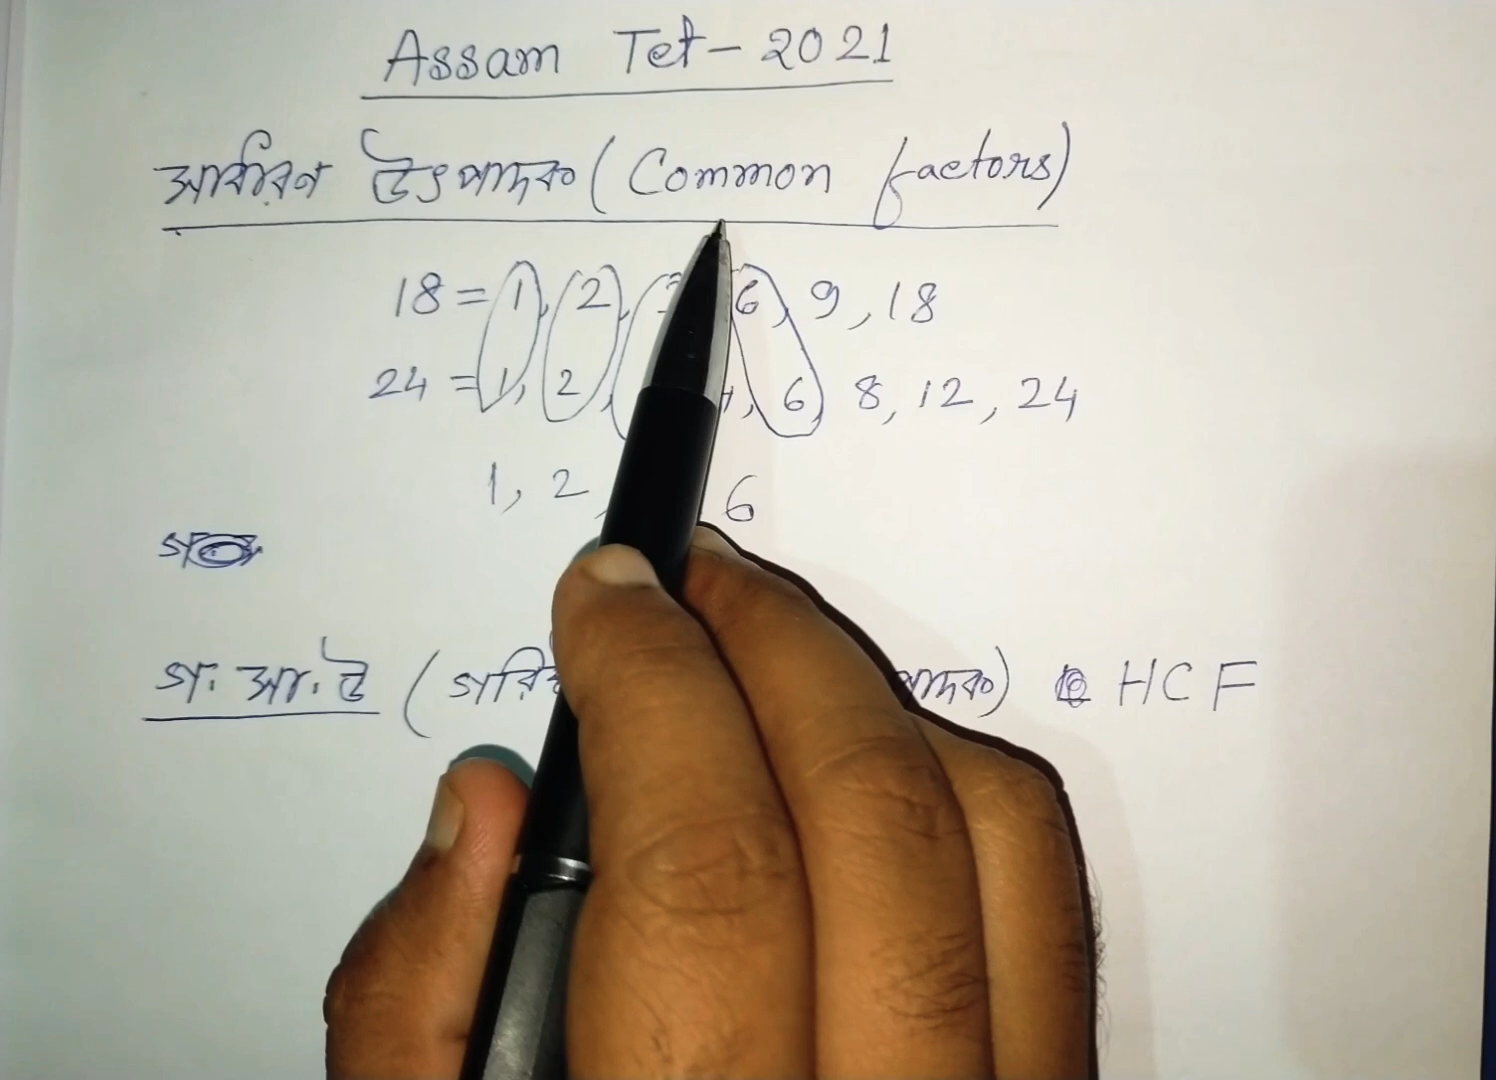 Assam Tet - 2021
সাধাৰণ উৎপাদক ( Common factors )
18 = 1, 2, 6, 9, 18
24 = 1, 2, 6, 8, 12, 24
1, 2, 6
গ. সা. উ ( HCF